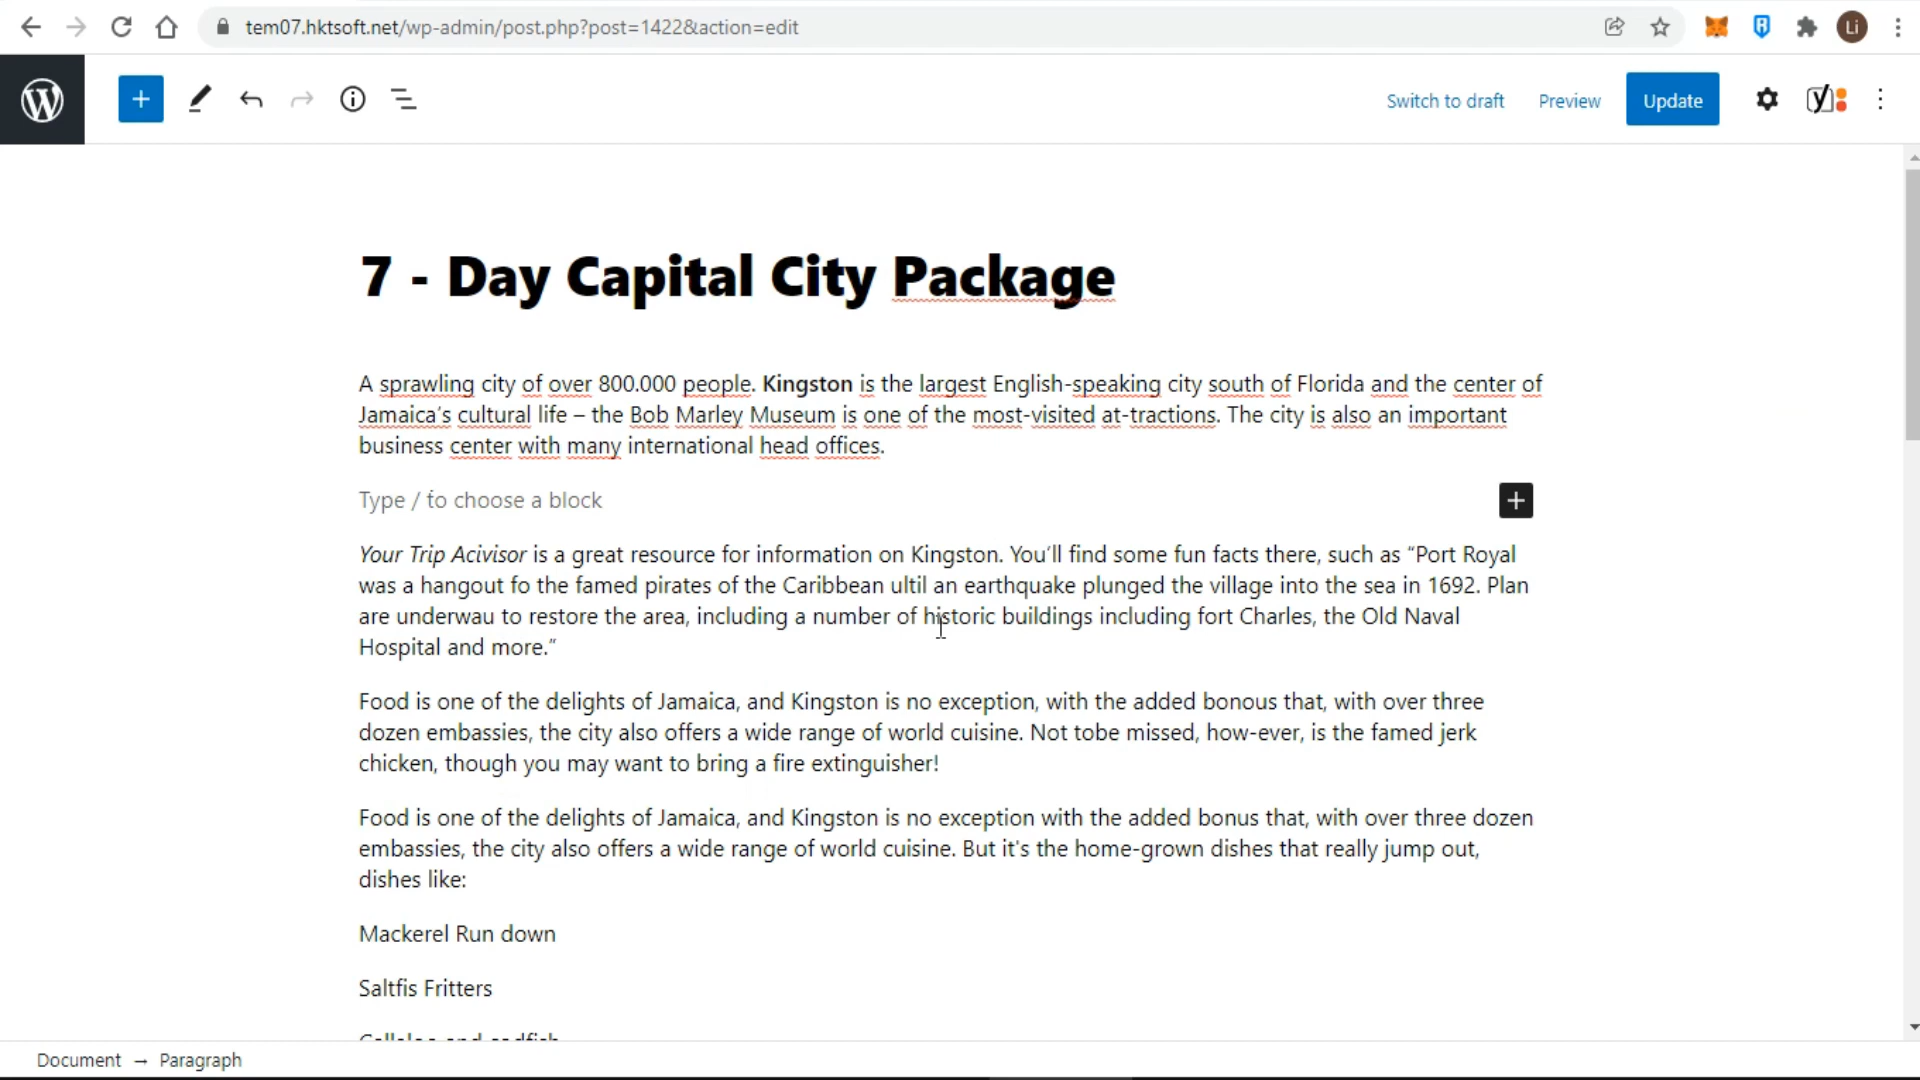 tem07.hktsoft.net/wp-admin/post.php?post=1422&action=edit
Li
Switch to draft
Preview
Update
7 - Day Capital City Package
A sprawling city of over 800.000 people. Kingston is the largest English-speaking city south of Florida and the center of
Jamaica’s cultural life – the Bob Marley Museum is one of the most-visited at-tractions. The city is also an important
business center with many international head offices.
Type / to choose a block
Your Trip Acivisor is a great resource for information on Kingston. You’ll find some fun facts there, such as “Port Royal
was a hangout fo the famed pirates of the Caribbean ultil an earthquake plunged the village into the sea in 1692. Plan
are underwau to restore the area, including a number of historic buildings including fort Charles, the Old Naval
Hospital and more.”
Food is one of the delights of Jamaica, and Kingston is no exception, with the added bonous that, with over three
dozen embassies, the city also offers a wide range of world cuisine. Not tobe missed, how-ever, is the famed jerk
chicken, though you may want to bring a fire extinguisher!
Food is one of the delights of Jamaica, and Kingston is no exception with the added bonus that, with over three dozen
embassies, the city also offers a wide range of world cuisine. But it's the home-grown dishes that really jump out,
dishes like:
Mackerel Run down
Saltfis Fritters
Document → Paragraph